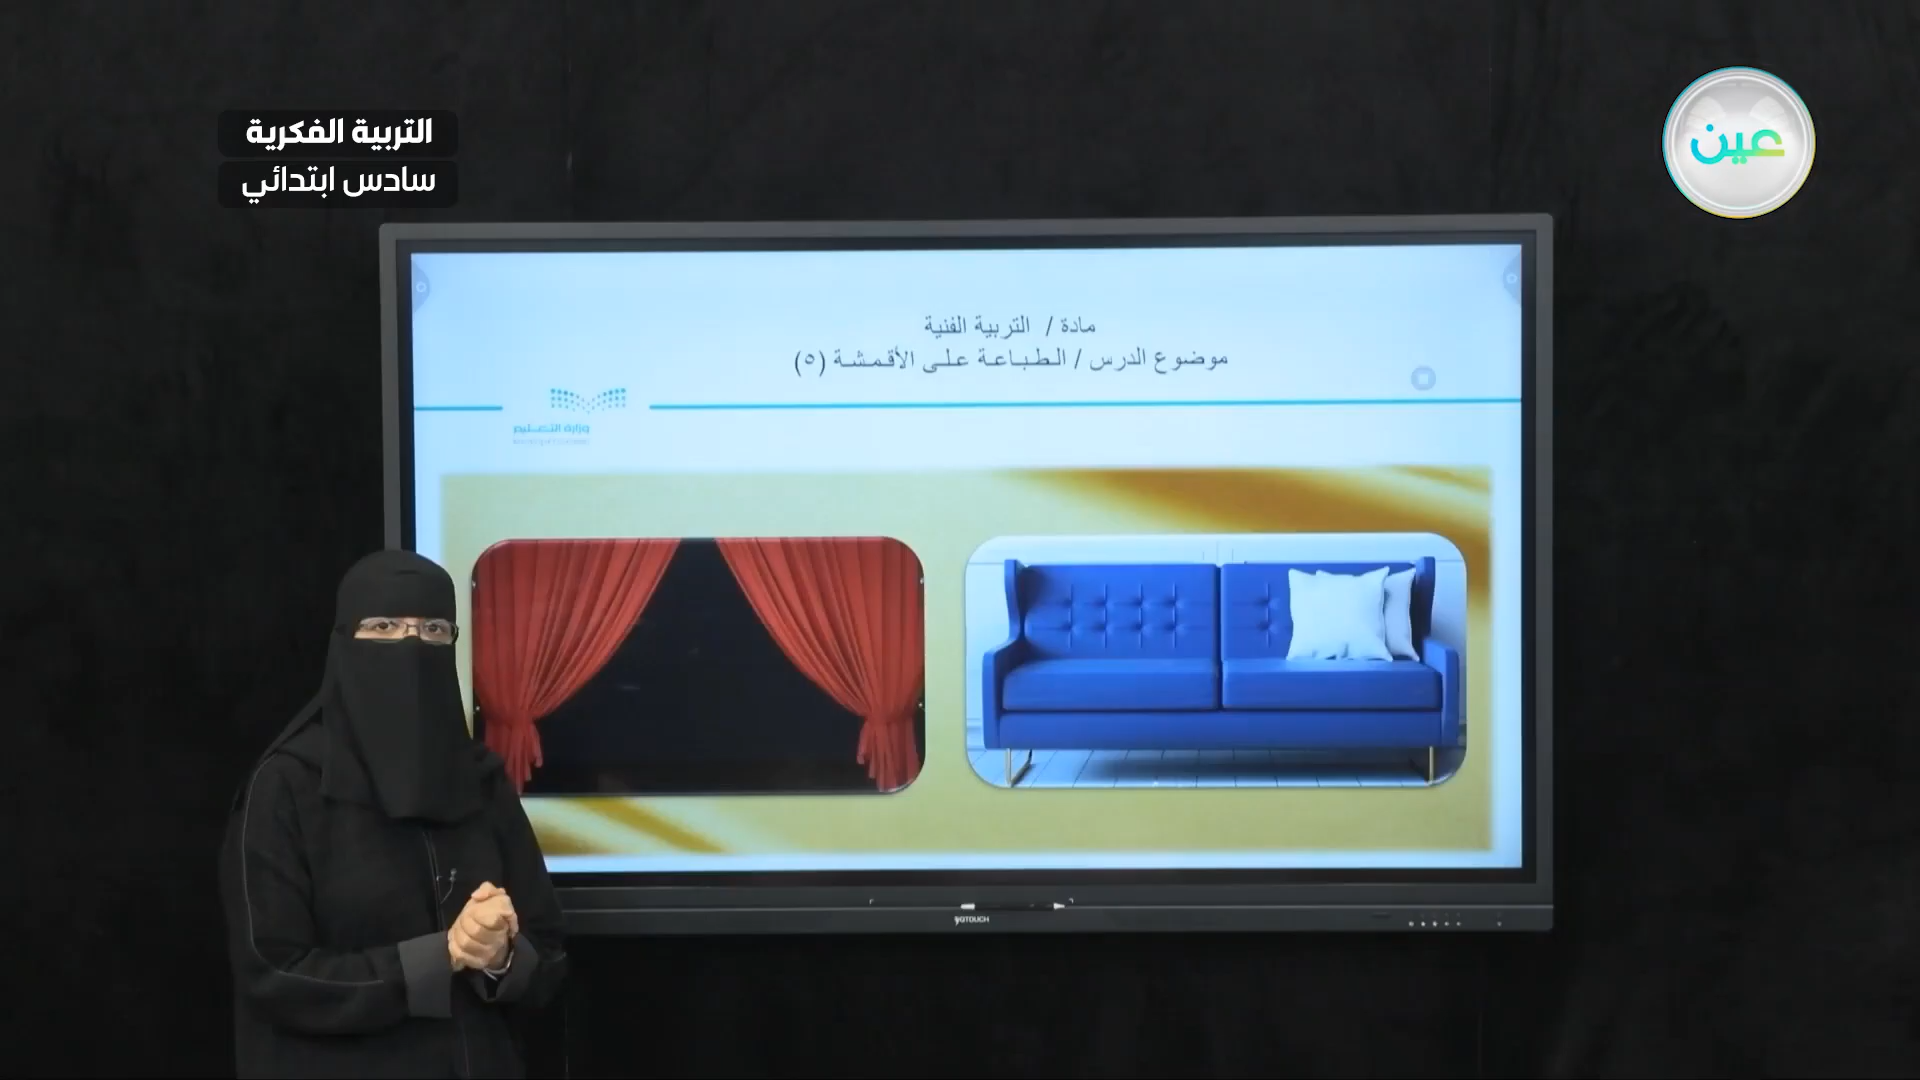 التربية الفكرية
سادس ابتدائي
عين
مادة / التربية الفنية
موضوع الدرس / الطباعة على الأقمشة (٥)
وزارة التعليم